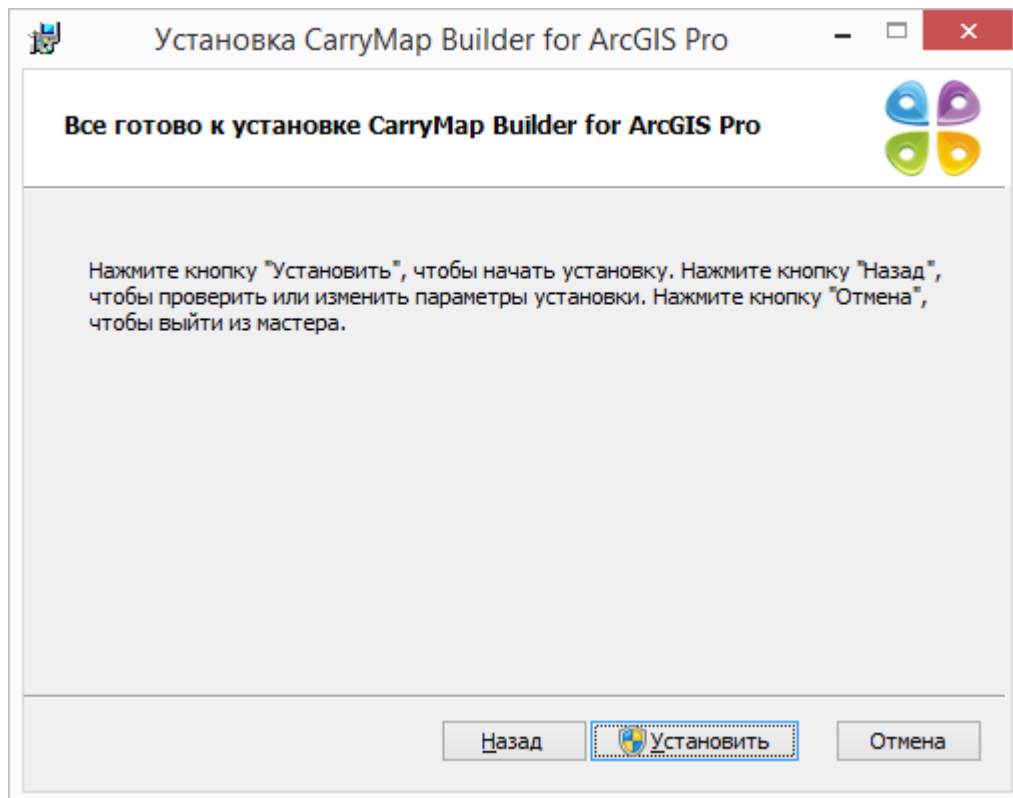 Установка CarryMap Builder for ArcGIS Pro
Все готово к установке CarryMap Builder for ArcGIS Pro
Нажмите кнопку "Установить", чтобы начать установку. Нажмите кнопку "Назад",
чтобы проверить или изменить параметры установки. Нажмите кнопку "Отмена",
чтобы выйти из мастера.
Назад Установить Отмена